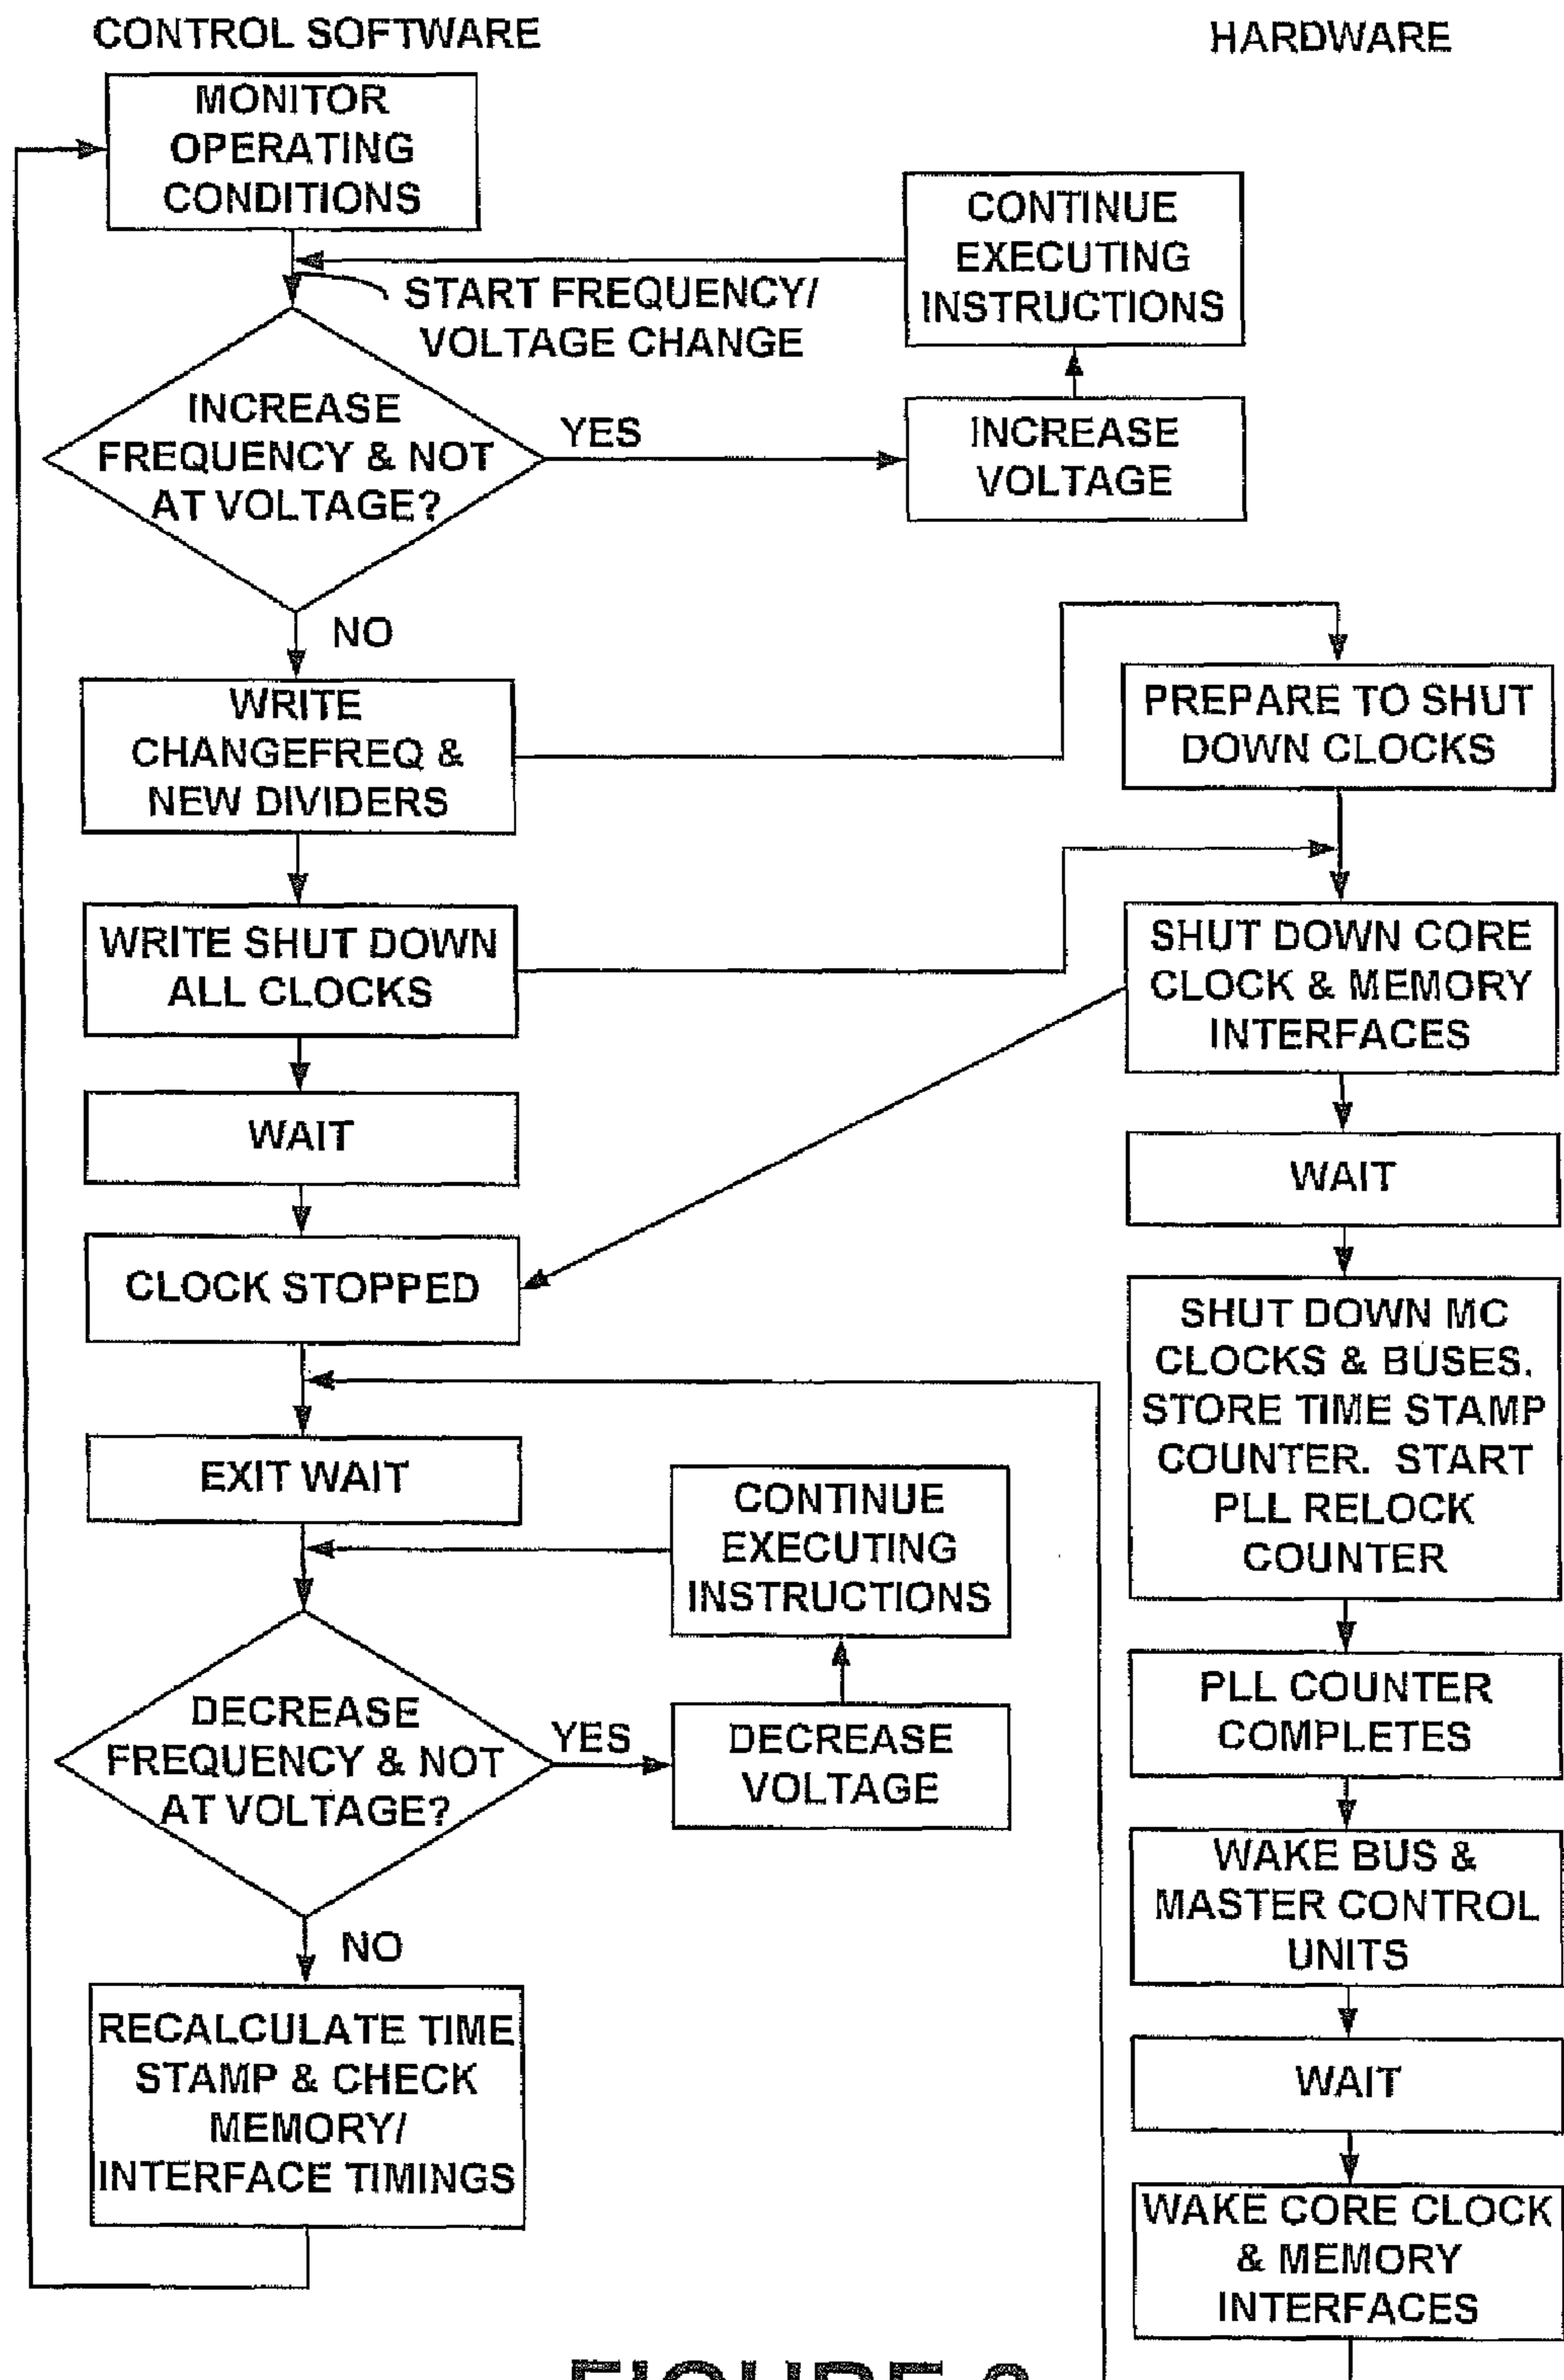 CONTROL SOFTWARE
HARDWARE
MONITOR
OPERATING
CONDITIONS
CONTINUE
EXECUTING
INSTRUCTIONS
START FREQUENCY/
VOLTAGE CHANGE
INCREASE
FREQUENCY & NOT
AT VOLTAGE?
YES
INCREASE
VOLTAGE
NO
WRITE
CHANGEFREQ &
NEW DIVIDERS
PREPARE TO SHUT
DOWN CLOCKS
WRITE SHUT DOWN
ALL CLOCKS
SHUT DOWN CORE
CLOCK & MEMORY
INTERFACES
WAIT
WAIT
CLOCK STOPPED
SHUT DOWN MC
CLOCKS & BUSES.
STORE TIME STAMP
COUNTER. START
PLL RELOCK
COUNTER
EXIT WAIT
CONTINUE
EXECUTING
INSTRUCTIONS
DECREASE
FREQUENCY & NOT
AT VOLTAGE?
YES
DECREASE
VOLTAGE
PLL COUNTER
COMPLETES
WAKE BUS &
MASTER CONTROL
UNITS
NO
RECALCULATE TIME
STAMP & CHECK
MEMORY/
INTERFACE TIMINGS
WAIT
WAKE CORE CLOCK
& MEMORY
INTERFACES
FIGURE